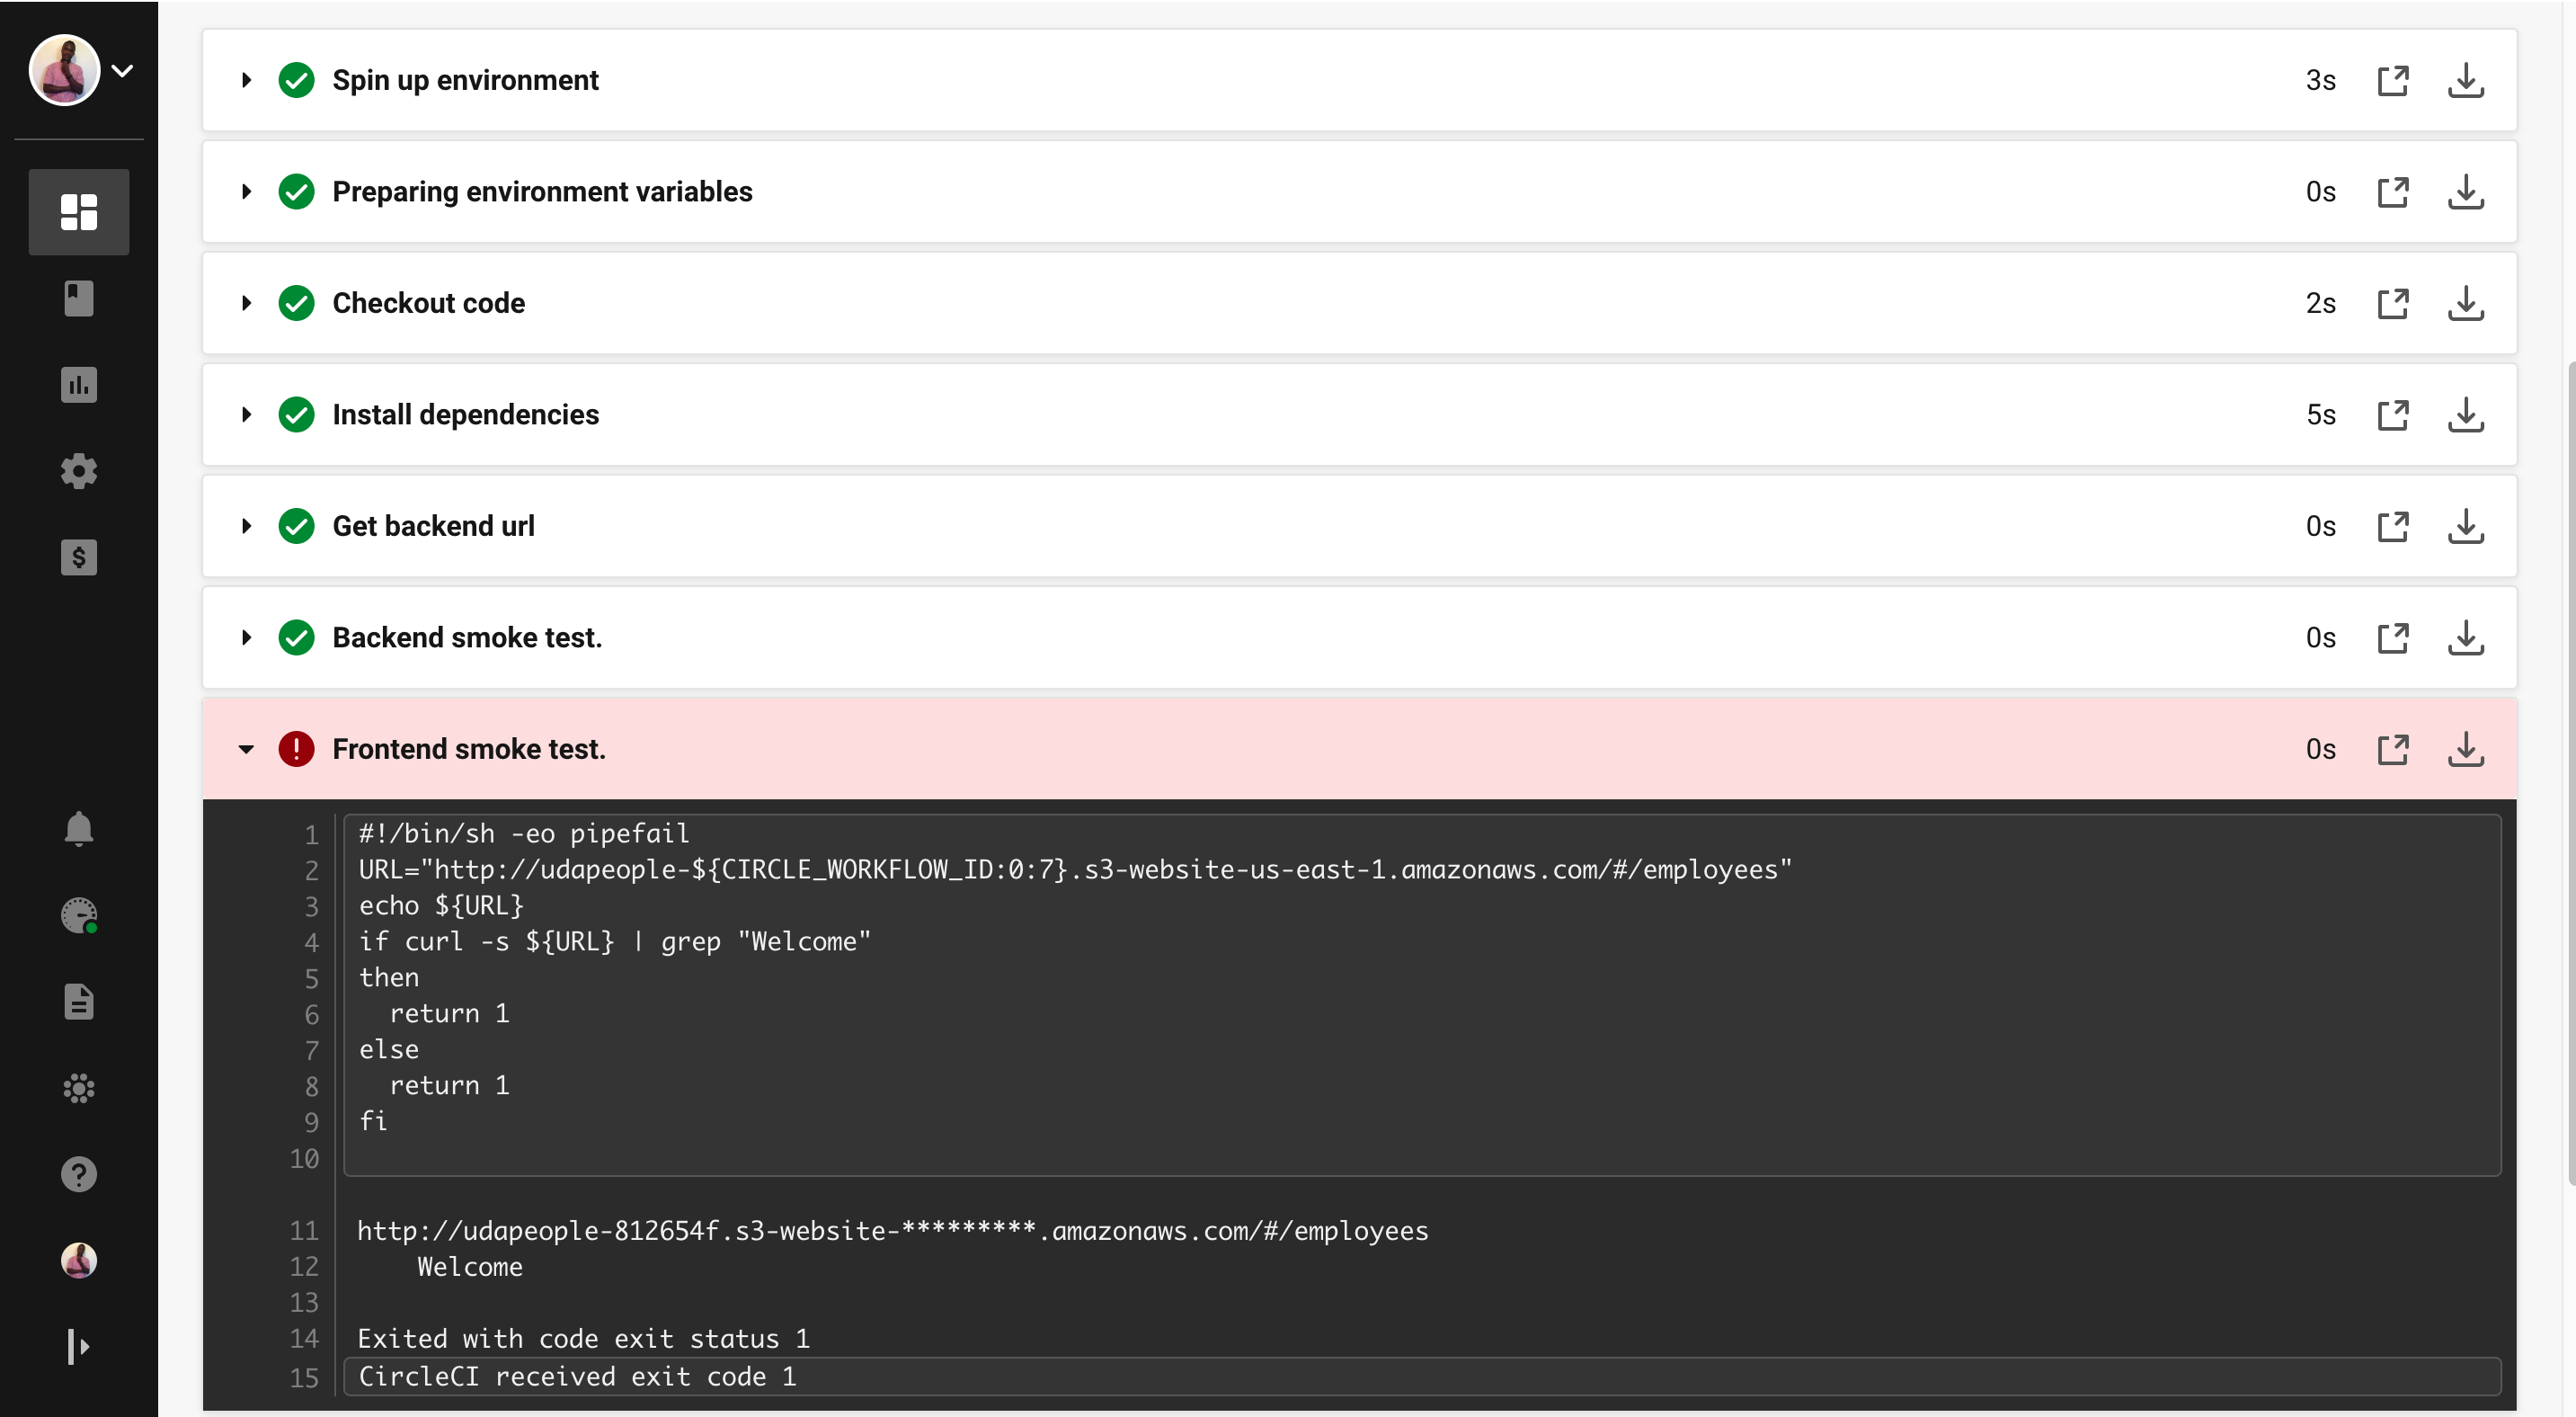 Spin up environment 3s
Preparing environment variables 0s
Checkout code 2s
Install dependencies 5s
Get backend url 0s
Backend smoke test. 0s
Frontend smoke test. 0s
1 #!/bin/sh -eo pipefail
2 URL="http://udapeople-${CIRCLE_WORKFLOW_ID:0:7}.s3-website-us-east-1.amazonaws.com/#/employees"
3 echo ${URL}
4 if curl -s ${URL} | grep "Welcome"
5 then
6   return 1
7 else
8   return 1
9 fi
10
11 http://udapeople-812654f.s3-website-*********.amazonaws.com/#/employees
12     Welcome
13
14 Exited with code exit status 1
15 CircleCI received exit code 1